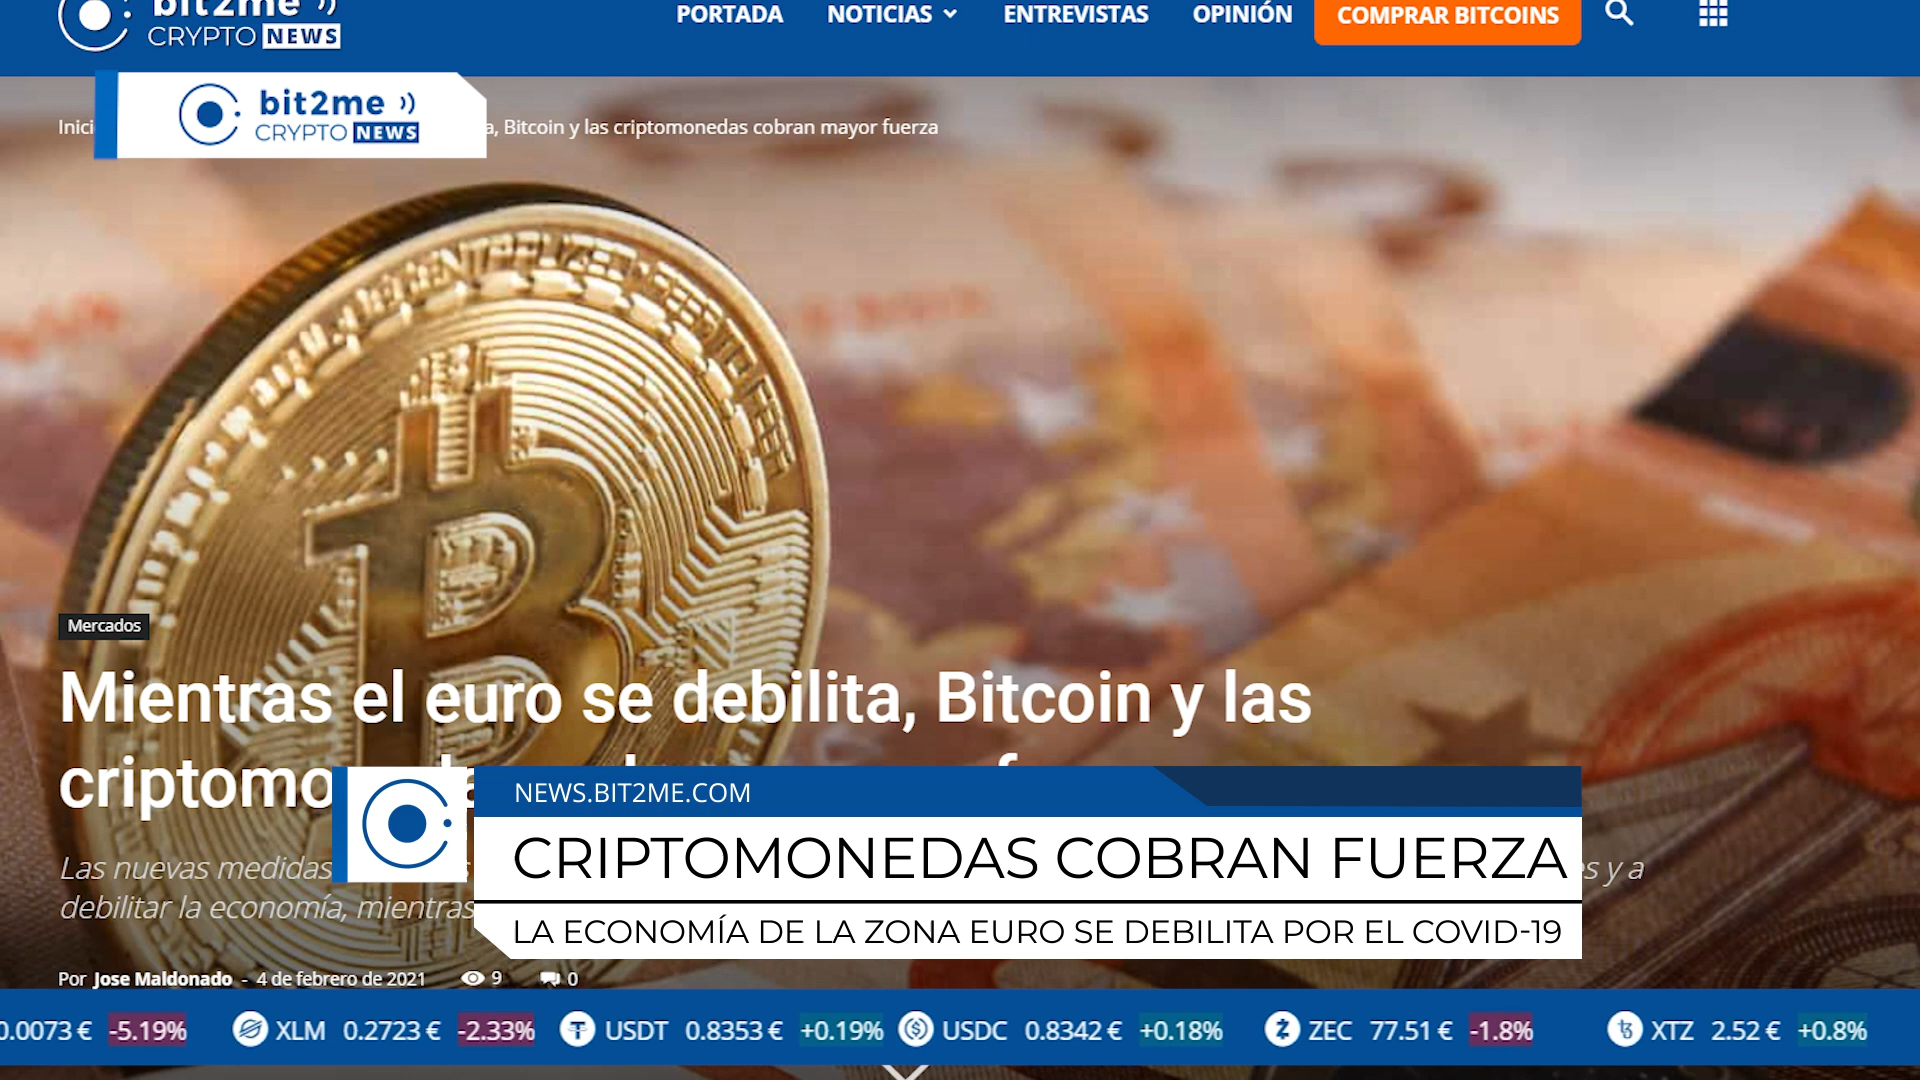 bit2me
CRYPTO NEWS
PORTADA NOTICIAS ENTREVISTAS OPINIÓN COMPRAR BITCOINS
bit2me
CRYPTO NEWS
Inici
a, Bitcoin y las criptomonedas cobran mayor fuerza
Mercados
Mientras el euro se debilita, Bitcoin y las
criptomo
NEWS.BIT2ME.COM
CRIPTOMONEDAS COBRAN FUERZA
LA ECONOMÍA DE LA ZONA EURO SE DEBILITA POR EL COVID-19
Las nuevas medidas
s y a
debilitar la economía, mientras
Por Jose Maldonado - 4 de febrero de 2021 9 0
0.0073 € -5.19% XLM 0.2723 € -2.33% USDT 0.8353 € +0.19% USDC 0.8342 € +0.18% ZEC 77.51 € -1.8% XTZ 2.52 € +0.8%